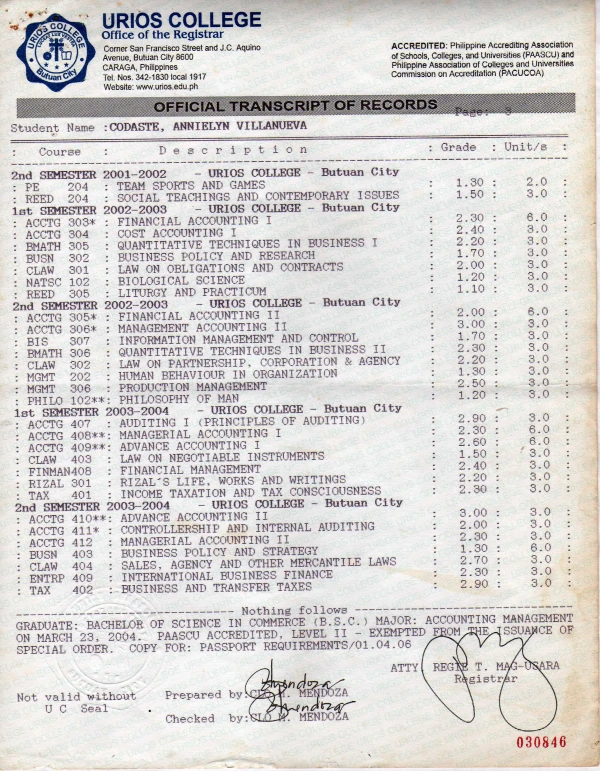 URIOS COLLEGE
Office of the Registrar
Corner San Francisco Street and J.C. Aquino
Avenue, Butuan City 8600
CARAGA, Philippines
Tel. Nos. 342-1830 local 1917
Website: www.urios.edu.ph
ACCREDITED: Philippine Accrediting Association
of Schools, Colleges, and Universities (PAASCU) and
Philippine Association of Colleges and Universities
Commission on Accreditation (PACUCOA)
URIOS COLLEGE
Butuan City
OFFICIAL TRANSCRIPT OF RECORDS Page: 3
Student Name :CODASTE, ANNIELYN VILLANUEVA
: Course : D e s c r i p t i o n : Grade : Unit/s :
2nd SEMESTER 2001-2002 - URIOS COLLEGE - Butuan City
: PE 204 : TEAM SPORTS AND GAMES : 1.30 : 2.0 :
: REED 204 : SOCIAL TEACHINGS AND CONTEMPORARY ISSUES : 1.50 : 3.0 :
1st SEMESTER 2002-2003 - URIOS COLLEGE - Butuan City
: ACCTG 303* : FINANCIAL ACCOUNTING I : 2.30 : 6.0 :
: ACCTG 304 : COST ACCOUNTING I : 2.40 : 3.0 :
: BMATH 305 : QUANTITATIVE TECHNIQUES IN BUSINESS I : 2.20 : 3.0 :
: BUSN 302 : BUSINESS POLICY AND RESEARCH : 1.70 : 3.0 :
: CLAW 301 : LAW ON OBLIGATIONS AND CONTRACTS : 2.00 : 3.0 :
: NATSC 102 : BIOLOGICAL SCIENCE : 1.20 : 3.0 :
: REED 305 : LITURGY AND PRACTICUM : 1.10 : 3.0 :
2nd SEMESTER 2002-2003 - URIOS COLLEGE - Butuan City
: ACCTG 305* : FINANCIAL ACCOUNTING II : 2.00 : 6.0 :
: ACCTG 306* : MANAGEMENT ACCOUNTING II : 3.00 : 3.0 :
: BIS 307 : INFORMATION MANAGEMENT AND CONTROL : 1.70 : 3.0 :
: BMATH 306 : QUANTITATIVE TECHNIQUES IN BUSINESS II : 2.30 : 3.0 :
: CLAW 302 : LAW ON PARTNERSHIP, CORPORATION & AGENCY : 2.20 : 3.0 :
: MGMT 202 : HUMAN BEHAVIOUR IN ORGANIZATION : 1.30 : 3.0 :
: MGMT 306 : PRODUCTION MANAGEMENT : 2.50 : 3.0 :
: PHILO 102**: PHILOSOPHY OF MAN : 1.20 : 3.0 :
1st SEMESTER 2003-2004 - URIOS COLLEGE - Butuan City
: ACCTG 407 : AUDITING I (PRINCIPLES OF AUDITING) : 2.90 : 3.0 :
: ACCTG 408**: MANAGERIAL ACCOUNTING I : 2.30 : 6.0 :
: ACCTG 409**: ADVANCE ACCOUNTING I : 2.60 : 6.0 :
: CLAW 403 : LAW ON NEGOTIABLE INSTRUMENTS : 1.50 : 3.0 :
: FINMAN408 : FINANCIAL MANAGEMENT : 2.40 : 3.0 :
: RIZAL 301 : RIZAL'S LIFE, WORKS AND WRITINGS : 2.20 : 3.0 :
: TAX 401 : INCOME TAXATION AND TAX CONSCIOUSNESS : 2.30 : 3.0 :
2nd SEMESTER 2003-2004 - URIOS COLLEGE - Butuan City
: ACCTG 410**: ADVANCE ACCOUNTING II : 3.00 : 3.0 :
: ACCTG 411* : CONTROLLERSHIP AND INTERNAL AUDITING : 2.00 : 3.0 :
: ACCTG 412 : MANAGERIAL ACCOUNTING II : 2.30 : 3.0 :
: BUSN 403 : BUSINESS POLICY AND STRATEGY : 1.30 : 6.0 :
: CLAW 404 : SALES, AGENCY AND OTHER MERCANTILE LAWS : 2.70 : 3.0 :
: ENTRP 409 : INTERNATIONAL BUSINESS FINANCE : 2.30 : 3.0 :
: TAX 402 : BUSINESS AND TRANSFER TAXES : 2.90 : 3.0 :
Nothing follows
GRADUATE: BACHELOR OF SCIENCE IN COMMERCE (B.S.C.) MAJOR: ACCOUNTING MANAGEMENT
ON MARCH 23, 2004. PAASCU ACCREDITED, LEVEL II - EXEMPTED FROM THE ISSUANCE OF
SPECIAL ORDER. COPY FOR: PASSPORT REQUIREMENTS/01.04.06
ATTY REGIE T. MAG-USARA
Registrar
Not valid without
U C Seal
Prepared by:CLO M. MENDOZA
Checked by:CLO M. MENDOZA
030846